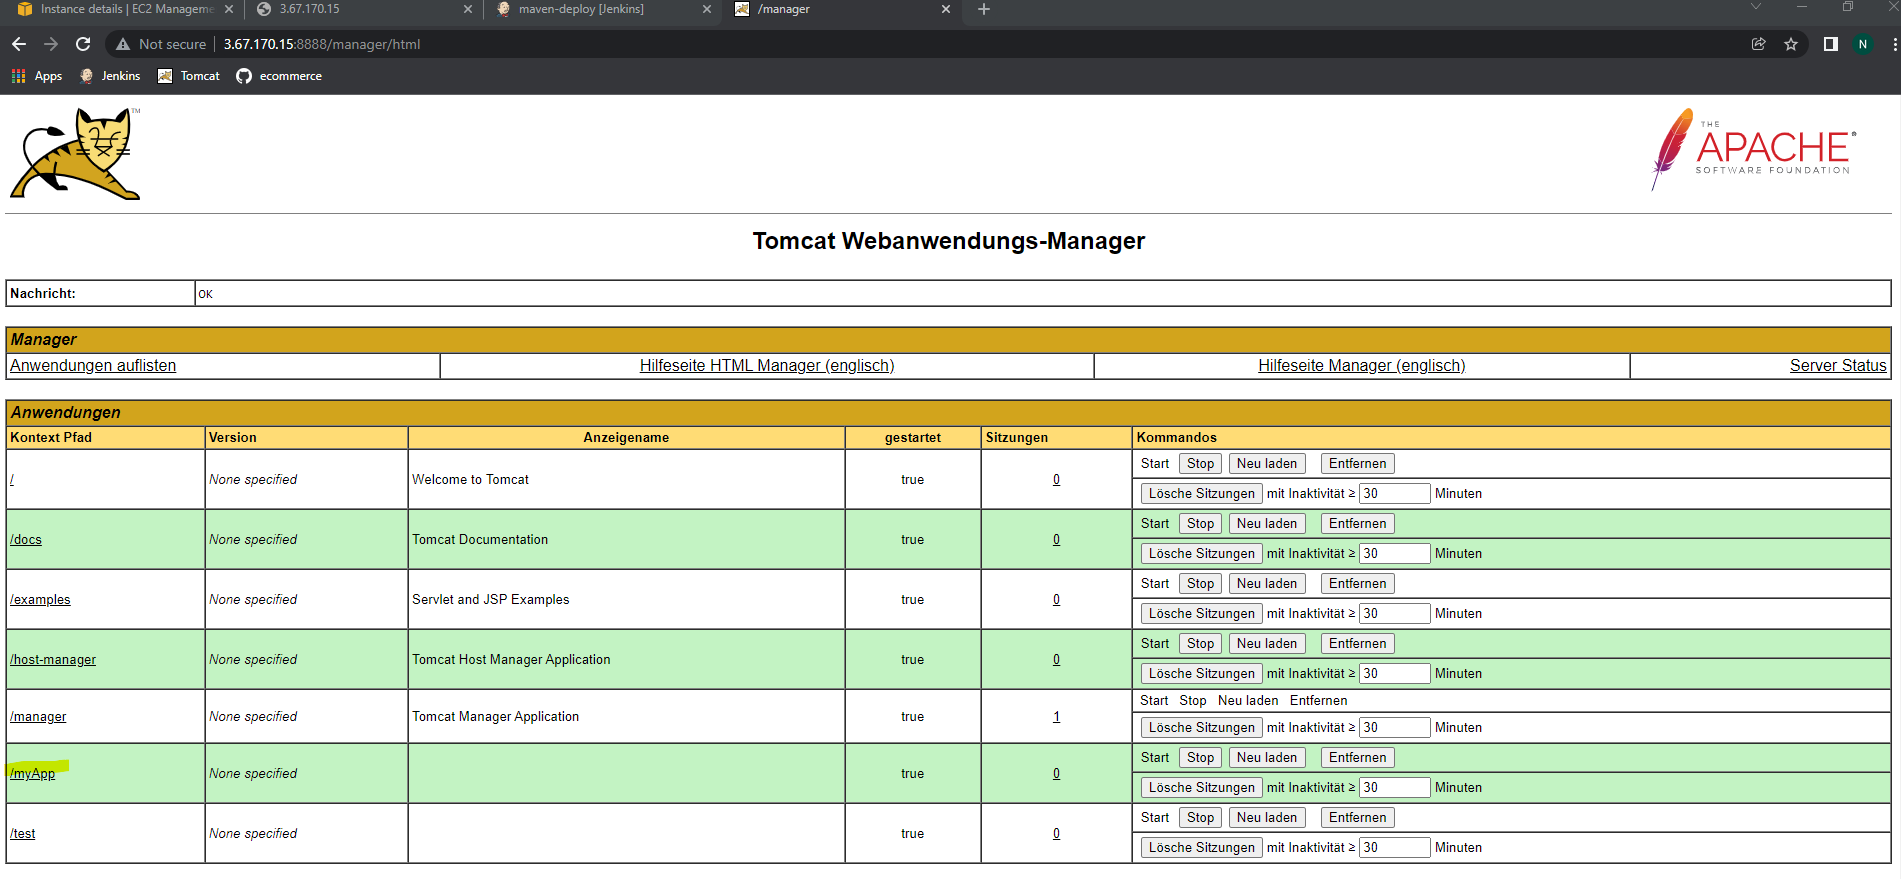 Instance details | EC2 Manageme
3.67.170.15
maven-deploy [Jenkins]
/manager
Not secure
3.67.170.15:8888/manager/html
N
Apps
Jenkins
Tomcat
ecommerce
TM
THE
APACHE®
SOFTWARE FOUNDATION
Tomcat Webanwendungs-Manager
Nachricht: OK
Manager
Anwendungen auflisten Hilfeseite HTML Manager (englisch) Hilfeseite Manager (englisch) Server Status
Anwendungen
Kontext Pfad Version Anzeigename gestartet Sitzungen Kommandos
/ None specified Welcome to Tomcat true 0 Start Stop Neu laden Entfernen
Lösche Sitzungen mit Inaktivität ≥ 30 Minuten
/docs None specified Tomcat Documentation true 0 Start Stop Neu laden Entfernen
Lösche Sitzungen mit Inaktivität ≥ 30 Minuten
/examples None specified Servlet and JSP Examples true 0 Start Stop Neu laden Entfernen
Lösche Sitzungen mit Inaktivität ≥ 30 Minuten
/host-manager None specified Tomcat Host Manager Application true 0 Start Stop Neu laden Entfernen
Lösche Sitzungen mit Inaktivität ≥ 30 Minuten
/manager None specified Tomcat Manager Application true 1 Start Stop Neu laden Entfernen
Lösche Sitzungen mit Inaktivität ≥ 30 Minuten
/myApp None specified true 0 Start Stop Neu laden Entfernen
Lösche Sitzungen mit Inaktivität ≥ 30 Minuten
/test None specified true 0 Start Stop Neu laden Entfernen
Lösche Sitzungen mit Inaktivität ≥ 30 Minuten